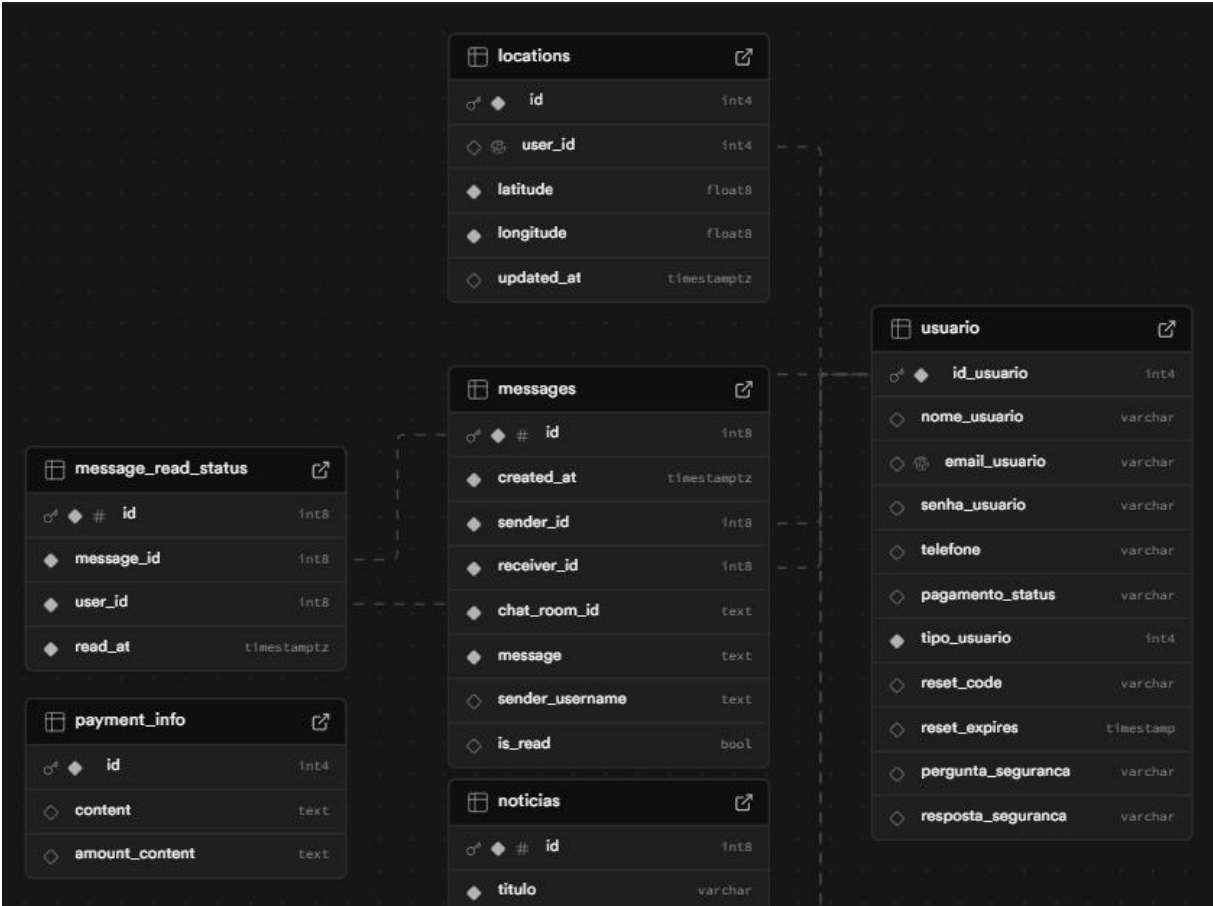 locations
id int4
user_id int4
latitude float8
longitude float8
updated_at timestamptz
messages
# id int8
created_at timestamptz
sender_id int8
receiver_id int8
chat_room_id text
message text
sender_username text
is_read bool
message_read_status
# id int8
message_id int8
user_id int8
read_at timestamptz
payment_info
id int4
content text
amount_content text
noticias
# id int8
titulo varchar
usuario
id_usuario int4
nome_usuario varchar
email_usuario varchar
senha_usuario varchar
telefone varchar
pagamento_status varchar
tipo_usuario int4
reset_code varchar
reset_expires timestamp
pergunta_seguranca varchar
resposta_seguranca varchar